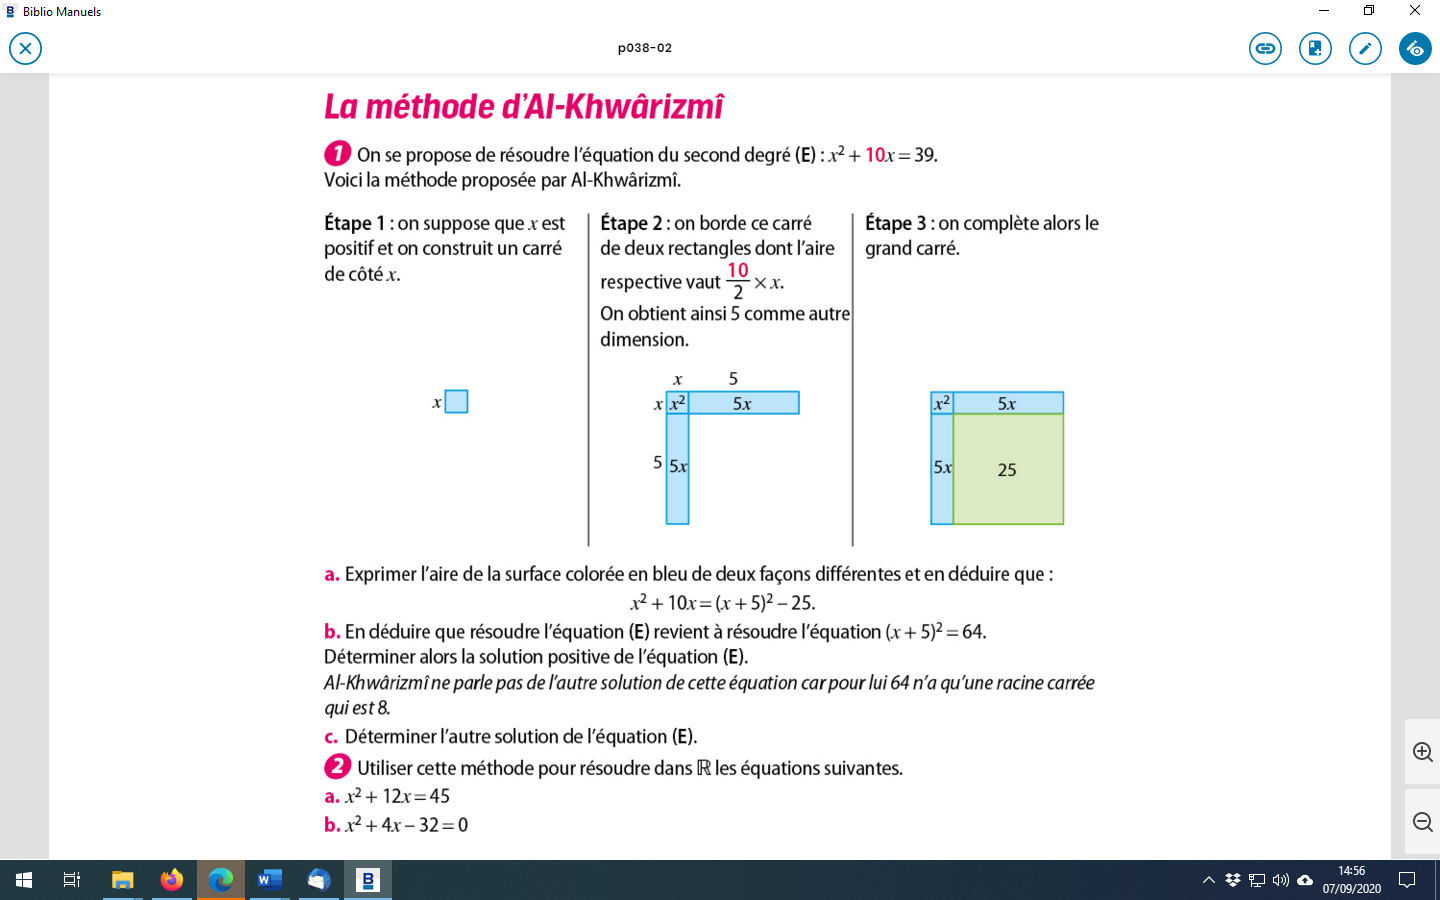 Biblio Manuels
p038-02
La méthode d'Al-Khwârizmî
1 On se propose de résoudre l'équation du second degré (E) : x² + 10x = 39.
Voici la méthode proposée par Al-Khwârizmî.
Étape 1 : on suppose que x est
positif et on construit un carré
de côté x.
x
Étape 2 : on borde ce carré
de deux rectangles dont l'aire
respective vaut 10/2 × x.
On obtient ainsi 5 comme autre
dimension.
x 5
x x² 5x
5 5x
Étape 3 : on complète alors le
grand carré.
x² 5x
5x 25
a. Exprimer l'aire de la surface colorée en bleu de deux façons différentes et en déduire que :
x² + 10x = (x + 5)² – 25.
b. En déduire que résoudre l'équation (E) revient à résoudre l'équation (x + 5)² = 64.
Déterminer alors la solution positive de l'équation (E).
Al-Khwârizmî ne parle pas de l'autre solution de cette équation car pour lui 64 n'a qu'une racine carrée
qui est 8.
c. Déterminer l'autre solution de l'équation (E).
2 Utiliser cette méthode pour résoudre dans ℝ les équations suivantes.
a. x² + 12x = 45
b. x² + 4x – 32 = 0
14:56
07/09/2020